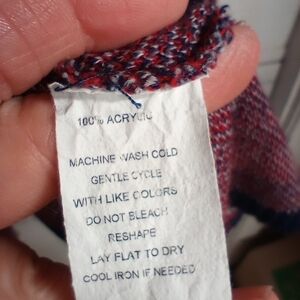 100% ACRYLIC
MACHINE WASH COLD
GENTLE CYCLE
WITH LIKE COLORS
DO NOT BLEACH
RESHAPE
LAY FLAT TO DRY
COOL IRON IF NEEDED